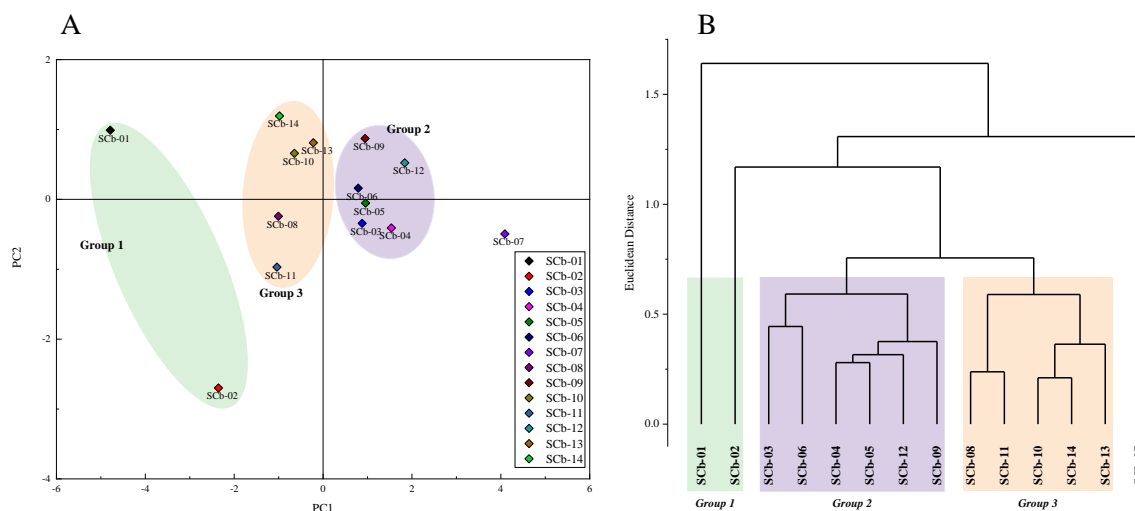 A
B
2
0
-2
-4
-6
-4
-2
0
2
4
6
PC2
PC1
SCb-01
SCb-14
SCb-13
SCb-10
Group 2
SCb-09
SCb-12
SCb-06
SCb-05
SCb-08
SCb-03
SCb-04
SCb-07
Group 1
SCb-11
Group 3
SCb-02
SCb-01
SCb-02
SCb-03
SCb-04
SCb-05
SCb-06
SCb-07
SCb-08
SCb-09
SCb-10
SCb-11
SCb-12
SCb-13
SCb-14
Euclidean Distance
1.5
1.0
0.5
0.0
SCb-01
SCb-02
SCb-03
SCb-06
SCb-04
SCb-05
SCb-12
SCb-09
SCb-08
SCb-11
SCb-10
SCb-14
SCb-13
Group 1
Group 2
Group 3